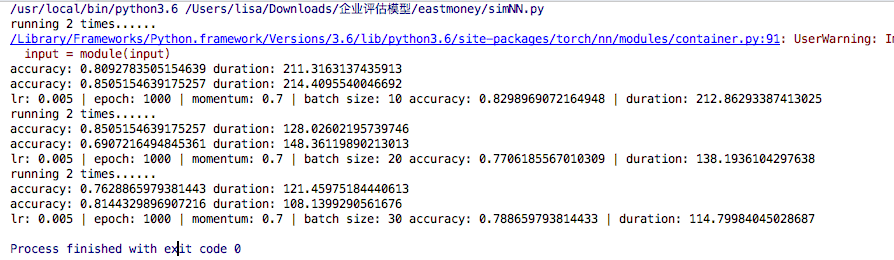 /usr/local/bin/python3.6 /Users/lisa/Downloads/企业评估模型/eastmoney/simNN.py
running 2 times......
/Library/Frameworks/Python.framework/Versions/3.6/lib/python3.6/site-packages/torch/nn/modules/container.py:91: UserWarning: I
  input = module(input)
accuracy: 0.8092783505154639 duration: 211.3163137435913
accuracy: 0.8505154639175257 duration: 214.4095540046692
lr: 0.005 | epoch: 1000 | momentum: 0.7 | batch size: 10 accuracy: 0.8298969072164948 | duration: 212.86293387413025
running 2 times......
accuracy: 0.8505154639175257 duration: 128.02602195739746
accuracy: 0.6907216494845361 duration: 148.36119890213013
lr: 0.005 | epoch: 1000 | momentum: 0.7 | batch size: 20 accuracy: 0.7706185567010309 | duration: 138.1936104297638
running 2 times......
accuracy: 0.7628865979381443 duration: 121.45975184440613
accuracy: 0.8144329896907216 duration: 108.1399290561676
lr: 0.005 | epoch: 1000 | momentum: 0.7 | batch size: 30 accuracy: 0.788659793814433 | duration: 114.79984045028687
Process finished with exit code 0